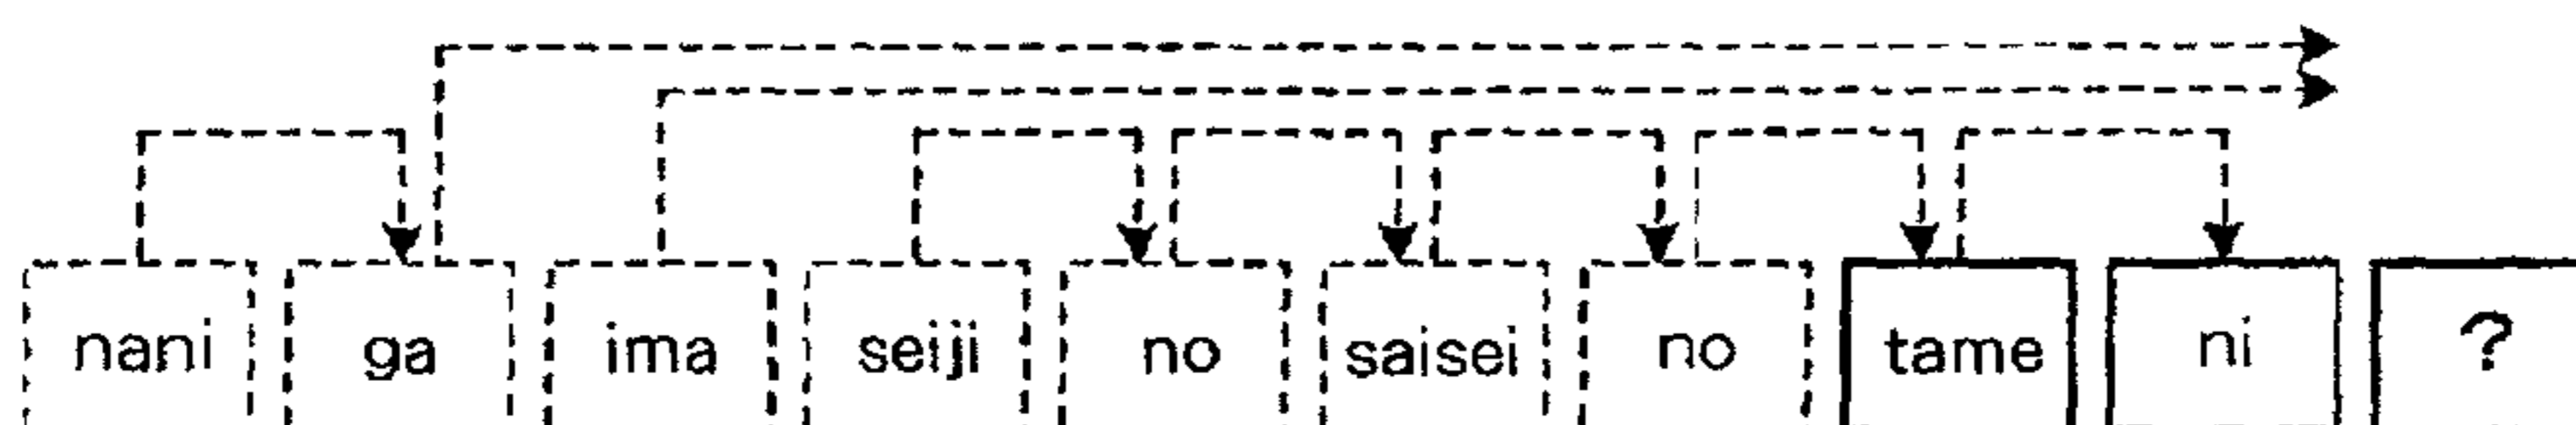 nani ga ima seiji no saisei no tame ni ?